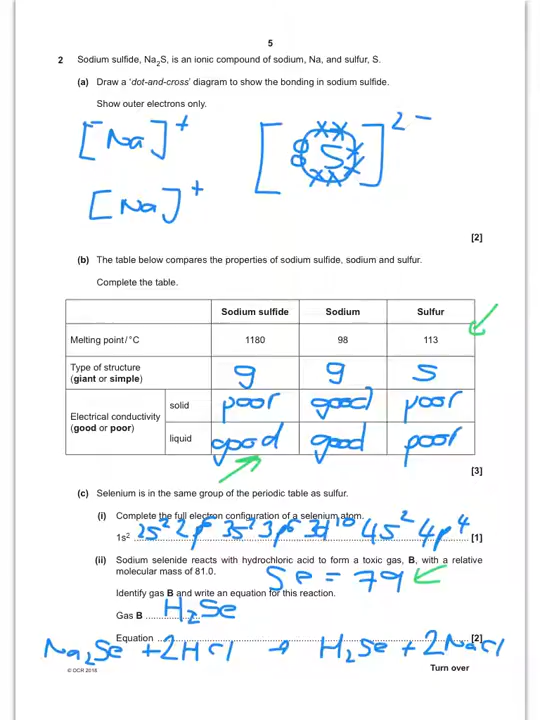 5
2 Sodium sulfide, Na₂S, is an ionic compound of sodium, Na, and sulfur, S.
(a) Draw a ‘dot-and-cross’ diagram to show the bonding in sodium sulfide.
Show outer electrons only.
[Na]⁺
[S]²⁻
[Na]⁺
[2]
(b) The table below compares the properties of sodium sulfide, sodium and sulfur.
Complete the table.
Sodium sulfide Sodium Sulfur
Melting point/°C 1180 98 113
Type of structure (giant or simple) g g s
Electrical conductivity (good or poor)
solid poor good poor
liquid good good poor
[3]
(c) Selenium is in the same group of the periodic table as sulfur.
(i) Complete the full electron configuration of a selenium atom.
1s² 2s² 2p⁶ 3s² 3p⁶ 3d¹⁰ 4s² 4p⁴ [1]
(ii) Sodium selenide reacts with hydrochloric acid to form a toxic gas, B, with a relative
molecular mass of 81.0.
Se = 79
Identify gas B and write an equation for this reaction.
Gas B H₂Se
Equation [2]
Na₂Se + 2HCl → H₂Se + 2NaCl
© OCR 2018 Turn over